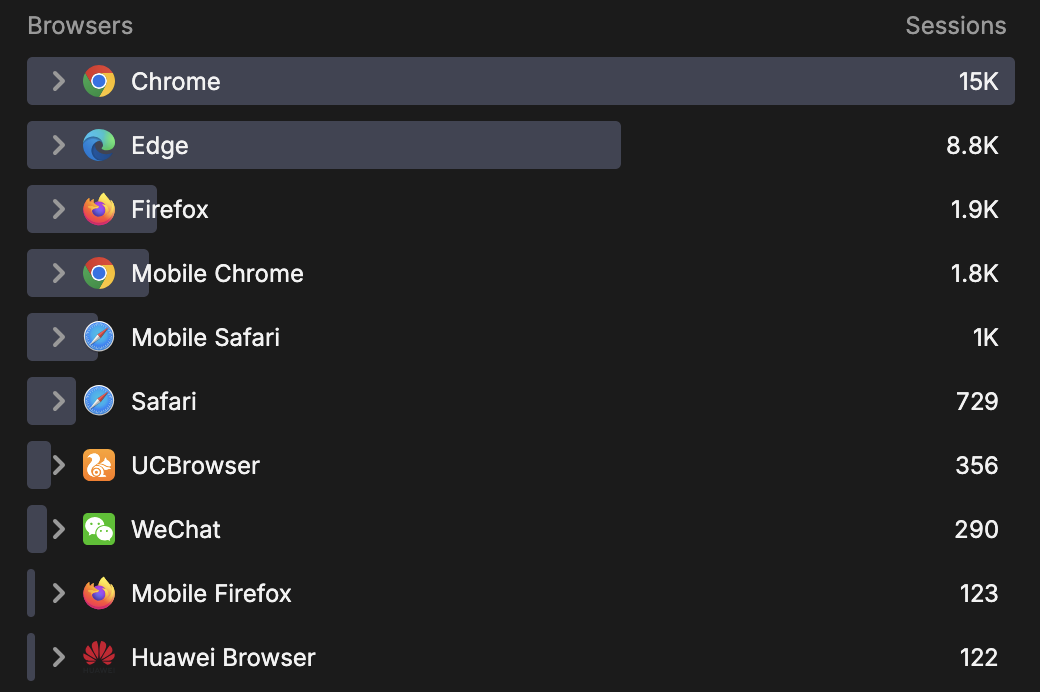 Browsers Sessions
Chrome 15K
Edge 8.8K
Firefox 1.9K
Mobile Chrome 1.8K
Mobile Safari 1K
Safari 729
UCBrowser 356
WeChat 290
Mobile Firefox 123
Huawei Browser 122